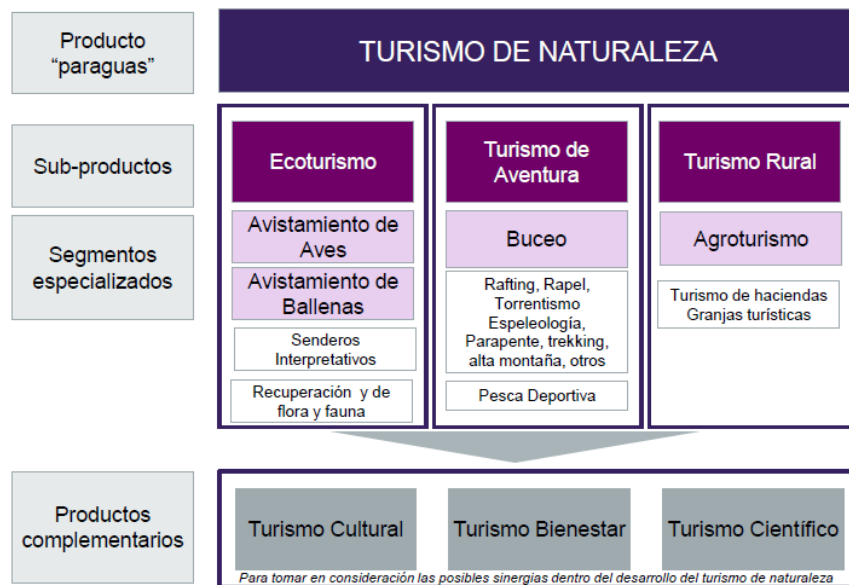 Producto
“paraguas”
TURISMO DE NATURALEZA
Sub-productos
Ecoturismo
Turismo de
Aventura
Turismo Rural
Segmentos
especializados
Avistamiento de
Aves
Avistamiento de
Ballenas
Senderos
Interpretativos
Recuperación y de
flora y fauna
Buceo
Rafting, Rapel,
Torrentismo
Espeleología,
Parapente, trekking,
alta montaña, otros
Pesca Deportiva
Agroturismo
Turismo de haciendas
Granjas turísticas
Productos
complementarios
Turismo Cultural
Turismo Bienestar
Turismo Científico
Para tomar en consideración las posibles sinergias dentro del desarrollo del turismo de naturaleza